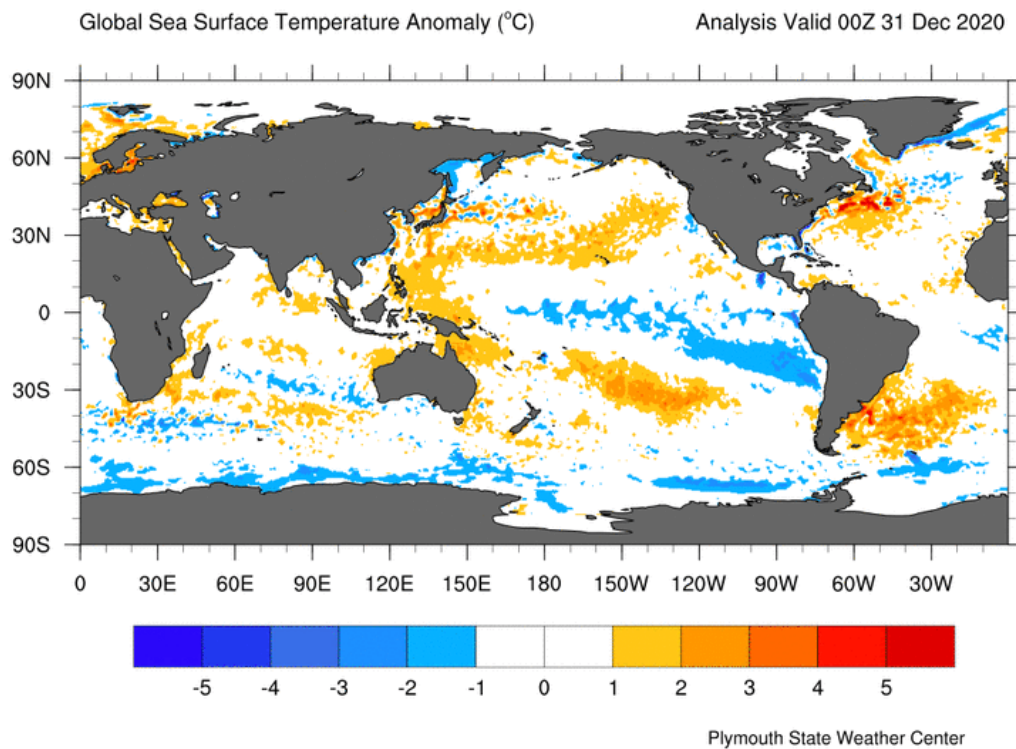 Global Sea Surface Temperature Anomaly (°C) Analysis Valid 00Z 31 Dec 2020
90N
60N
30N
0
30S
60S
90S
0 30E 60E 90E 120E 150E 180 150W 120W 90W 60W 30W
-5 -4 -3 -2 -1 0 1 2 3 4 5
Plymouth State Weather Center